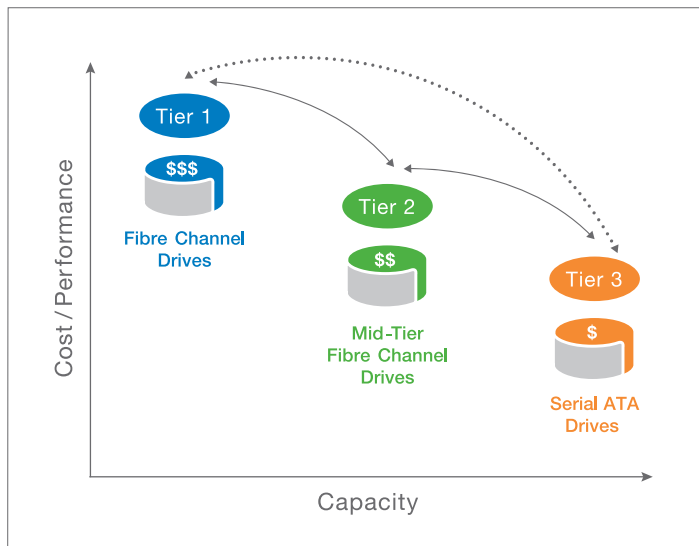 Tier 1
$$$
Fibre Channel
Drives
Tier 2
$$
Mid-Tier
Fibre Channel
Drives
Tier 3
$
Serial ATA
Drives
Cost / Performance
Capacity